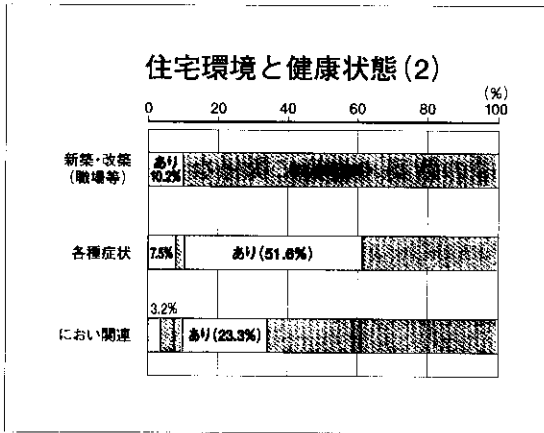 住宅環境と健康状態(2)
(%)
0 20 40 60 80 100
新築・改築
(職場等)
あり
10.2%
各種症状
7.5%
あり(51.6%)
3.2%
におい関連
あり(23.3%)